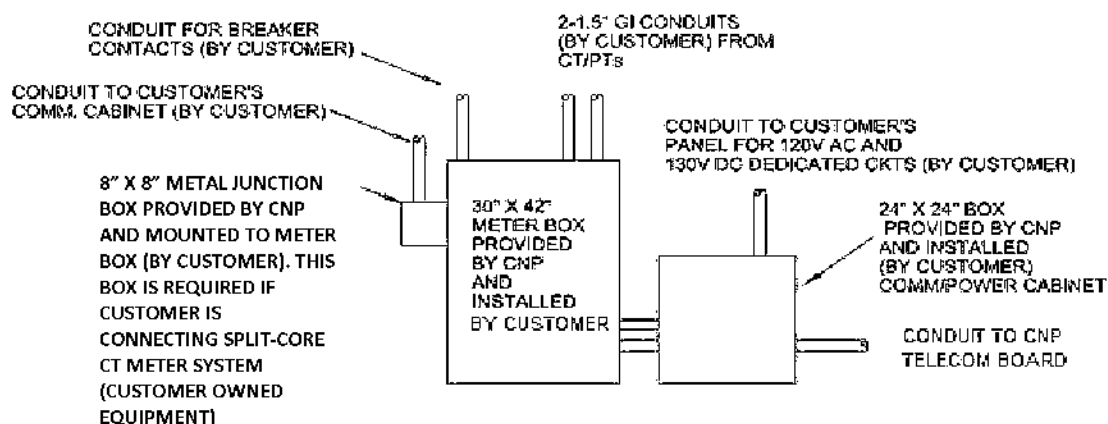 CONDUIT FOR BREAKER
CONTACTS (BY CUSTOMER)
2-1.5" GI CONDUITS
(BY CUSTOMER) FROM
CT/PTs
CONDUIT TO CUSTOMER'S
COMM. CABINET (BY CUSTOMER)
CONDUIT TO CUSTOMER'S
PANEL FOR 120V AC AND
130V DC DEDICATED CKTS (BY CUSTOMER)
8" X 8" METAL JUNCTION
BOX PROVIDED BY CNP
AND MOUNTED TO METER
BOX (BY CUSTOMER). THIS
BOX IS REQUIRED IF
CUSTOMER IS
CONNECTING SPLIT-CORE
CT METER SYSTEM
(CUSTOMER OWNED
EQUIPMENT)
30" X 42"
METER BOX
PROVIDED
BY CNP
AND
INSTALLED
BY CUSTOMER
24" X 24" BOX
PROVIDED BY CNP
AND INSTALLED
(BY CUSTOMER)
COMM/POWER CABINET
CONDUIT TO CNP
TELECOM BOARD